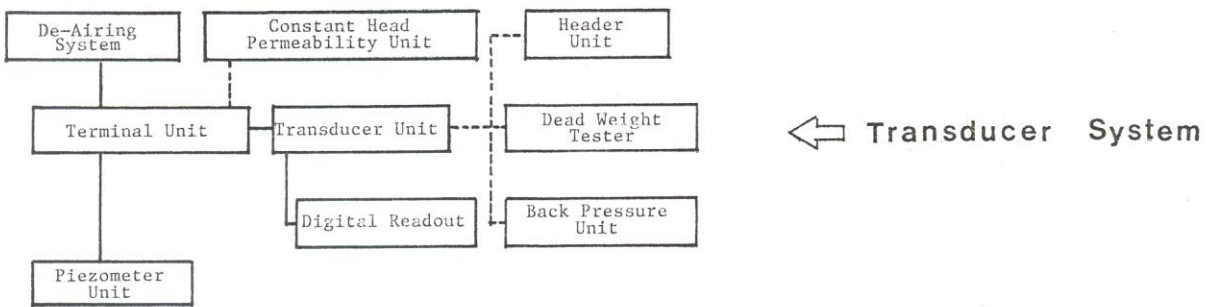 De-Airing
System
Constant Head
Permeability Unit
Header
Unit
Terminal Unit
Transducer Unit
Dead Weight
Tester
Transducer System
Digital Readout
Back Pressure
Unit
Piezometer
Unit